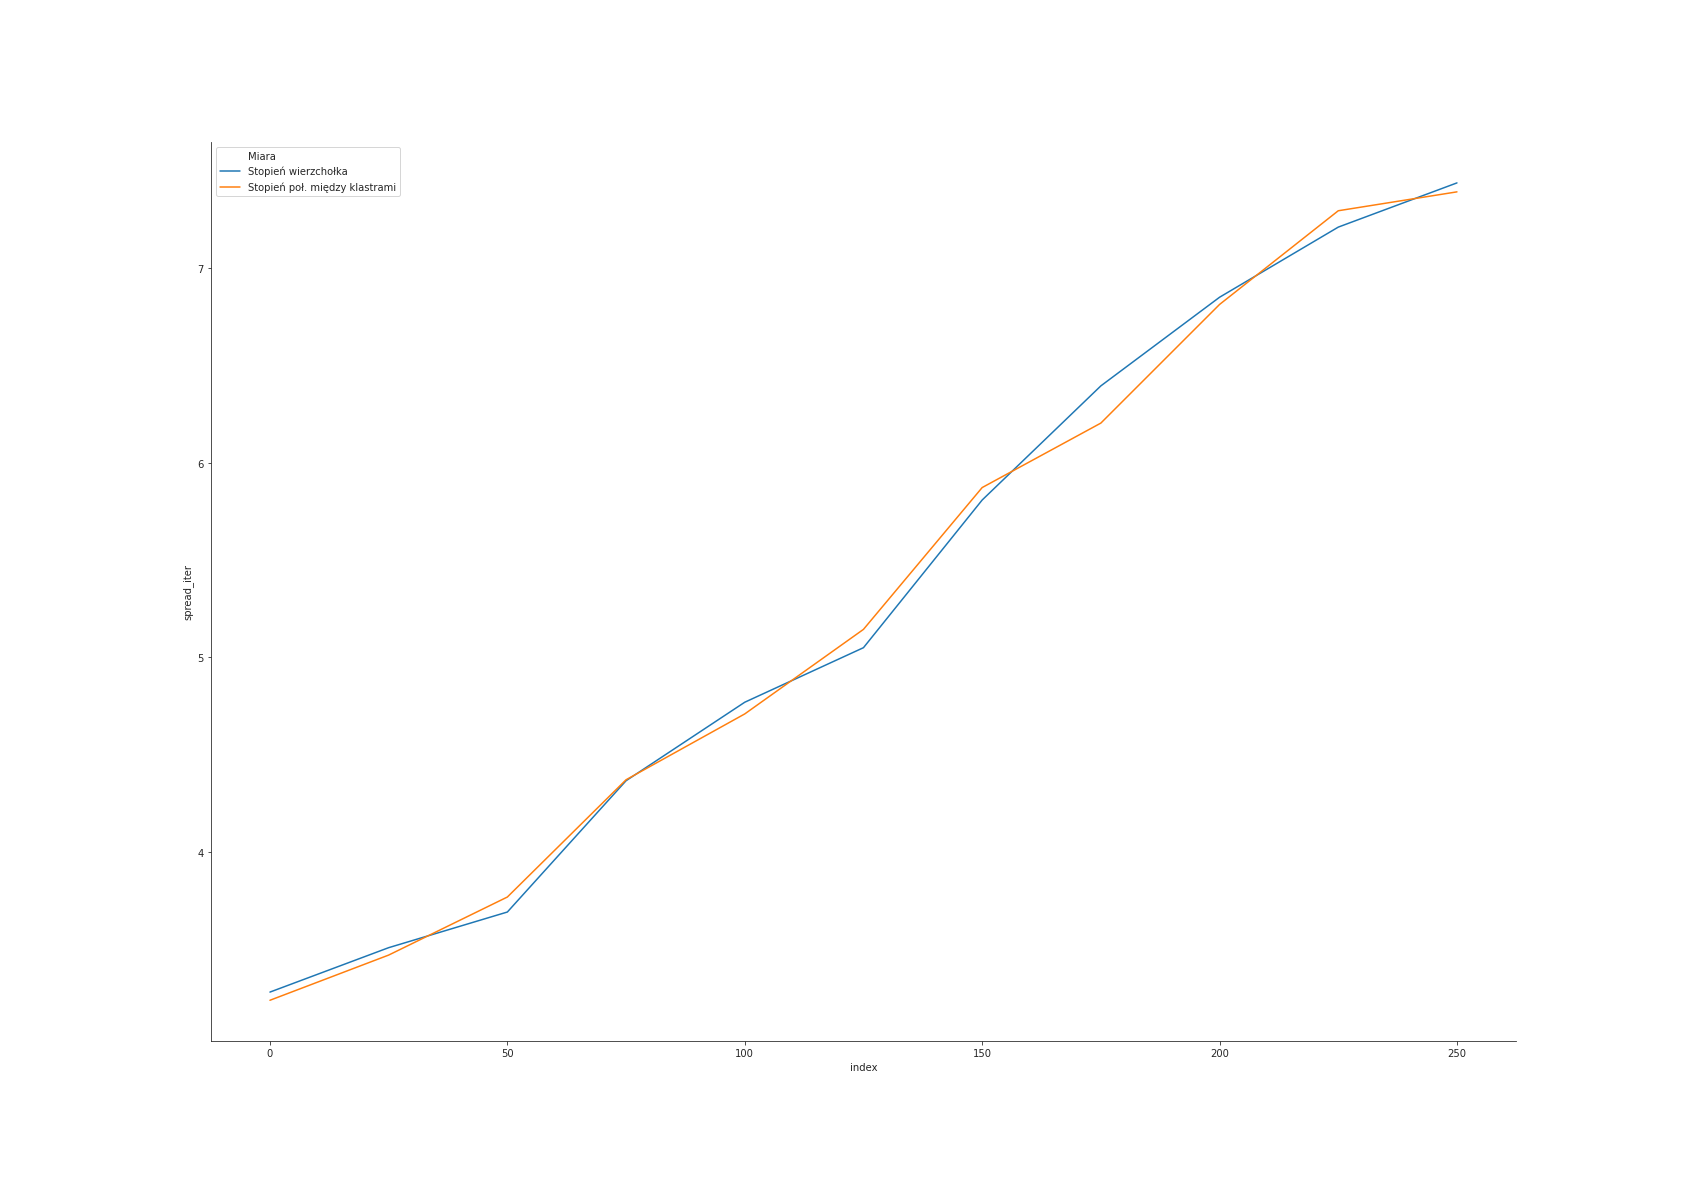 Miara
Stopień wierzchołka
Stopień poł. między klastrami
7
6
5
4
spread_iter
0 50 100 150 200 250
index